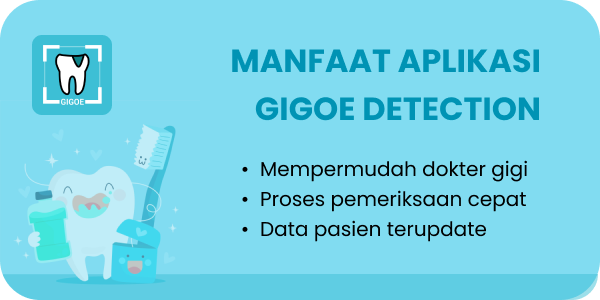 GIGOE
MANFAAT APLIKASI
GIGOE DETECTION
• Mempermudah dokter gigi
• Proses pemeriksaan cepat
• Data pasien terupdate